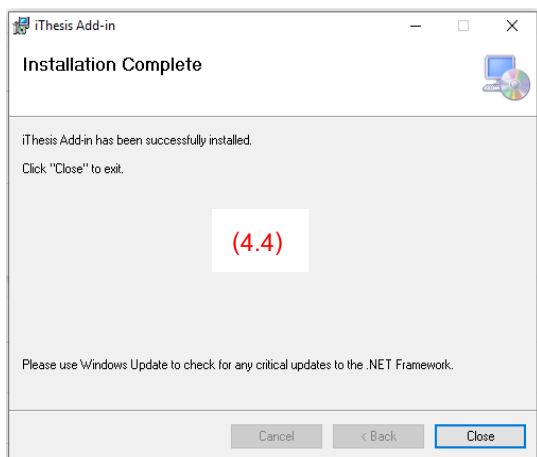 iThesis Add-in
Installation Complete
iThesis Add-in has been successfully installed.
Click "Close" to exit.
(4.4)
Please use Windows Update to check for any critical updates to the .NET Framework.
Cancel
< Back
Close